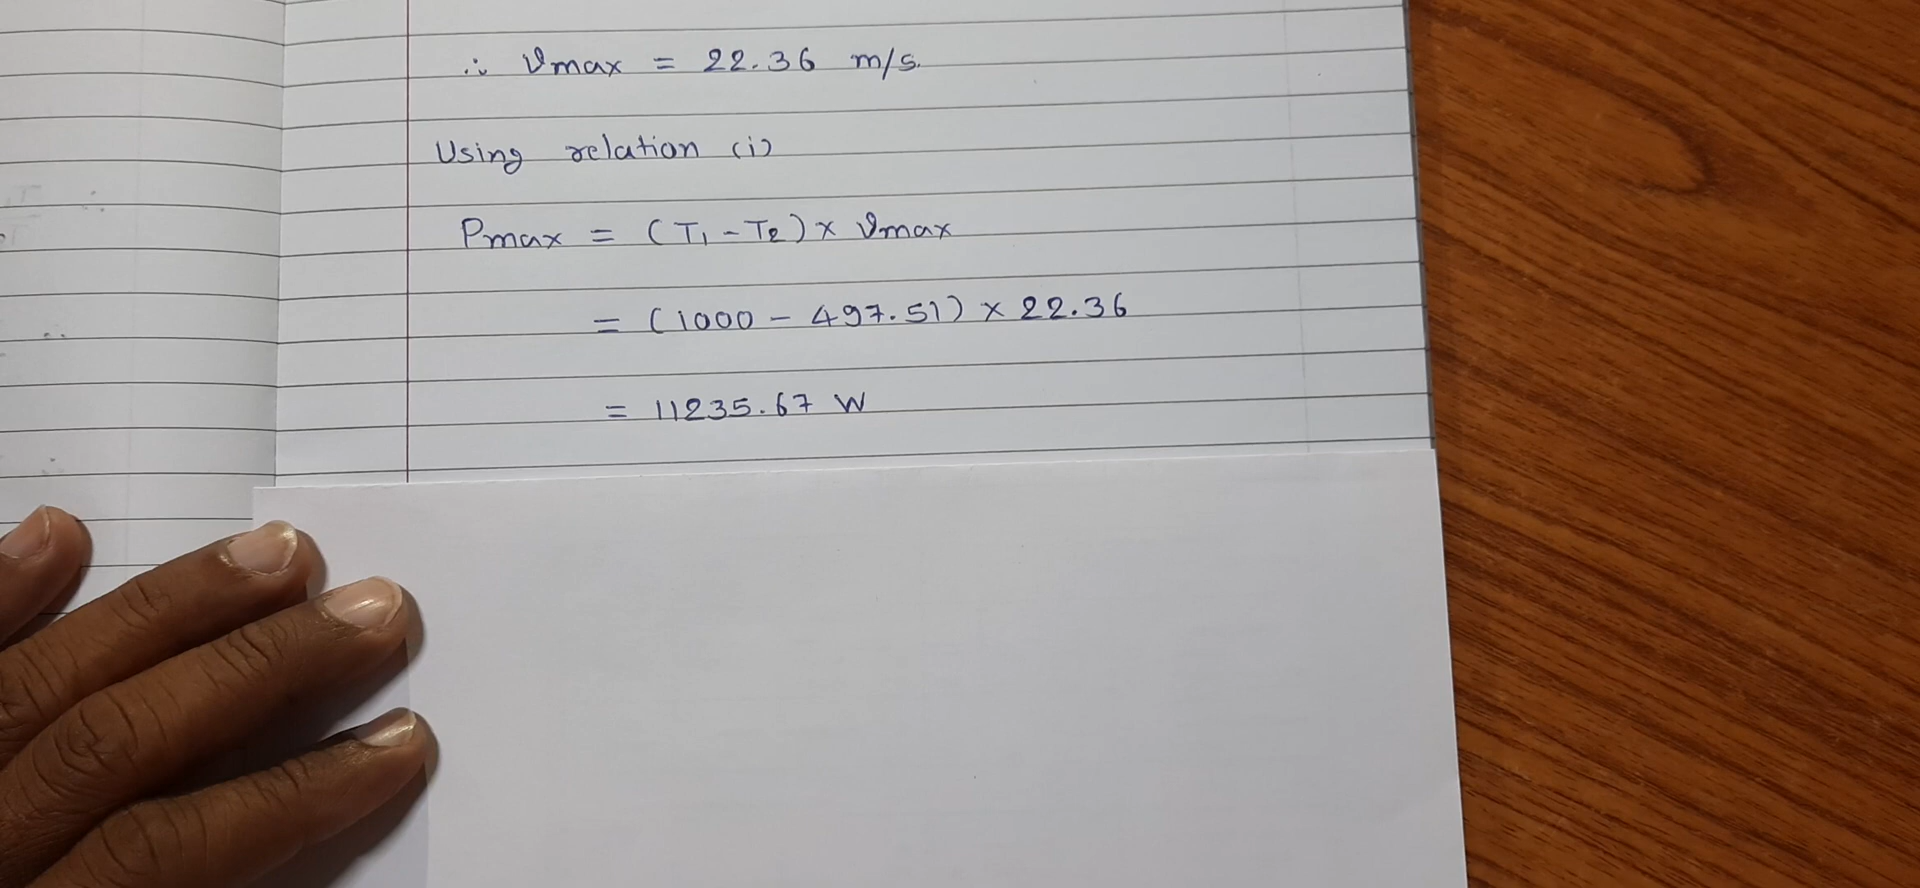 ∴ vmax = 22.36 m/s.
Using relation (i)
Pmax = (T₁ - T₂) × vmax
= (1000 - 497.51) × 22.36
= 11235.67 W